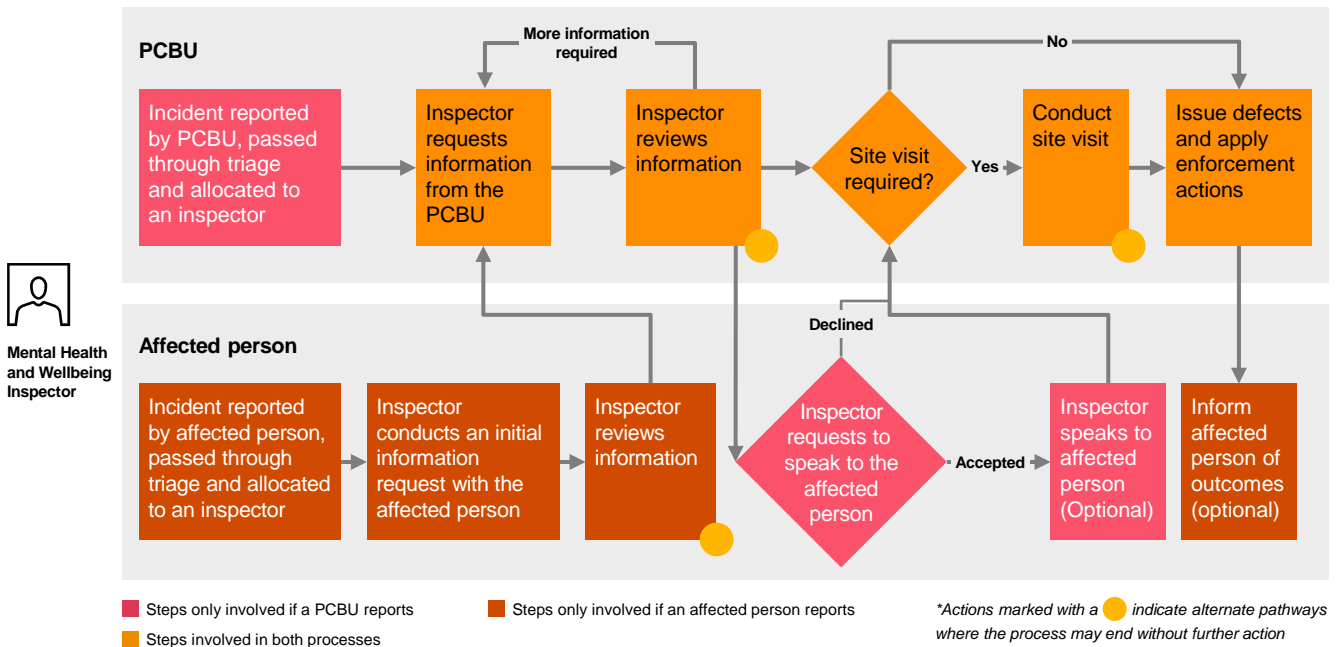 PCBU
More information
required
No
Incident reported
by PCBU, passed
through triage
and allocated to
an inspector
Inspector
requests
information
from the
PCBU
Inspector
reviews
information
Site visit
required?
Yes
Conduct
site visit
Issue defects
and apply
enforcement
actions
Mental Health
and Wellbeing
Inspector
Affected person
Declined
Incident reported
by affected person,
passed through
triage and allocated
to an inspector
Inspector
conducts an initial
information
request with the
affected person
Inspector
reviews
information
Inspector
requests to
speak to the
affected
person
Accepted
Inspector
speaks to
affected
person
(Optional)
Inform
affected
person of
outcomes
(optional)
Steps only involved if a PCBU reports
Steps only involved if an affected person reports
Steps involved in both processes
*Actions marked with a indicate alternate pathways
where the process may end without further action